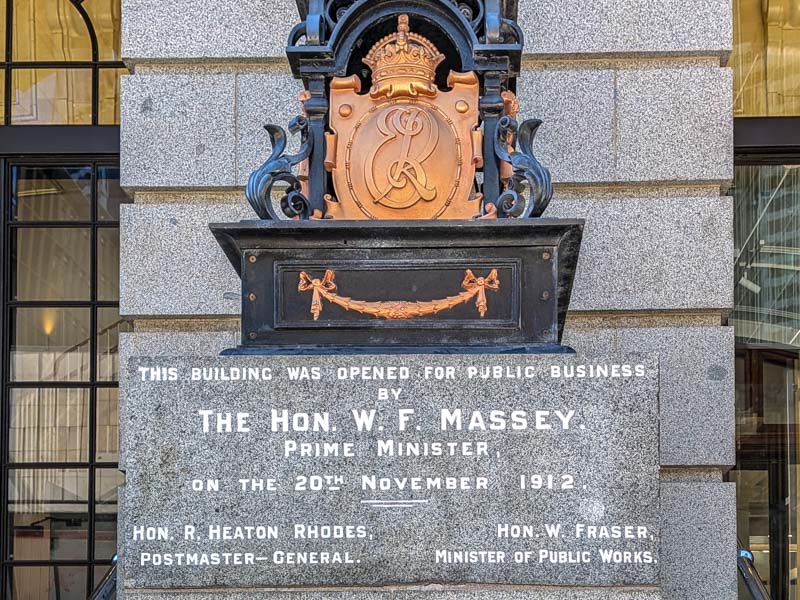 THIS BUILDING WAS OPENED FOR PUBLIC BUSINESS
BY
THE HON. W. F. MASSEY.
PRIME MINISTER,
ON THE 20TH NOVEMBER 1912.
HON. R. HEATON RHODES, HON. W. FRASER,
POSTMASTER-GENERAL. MINISTER OF PUBLIC WORKS.